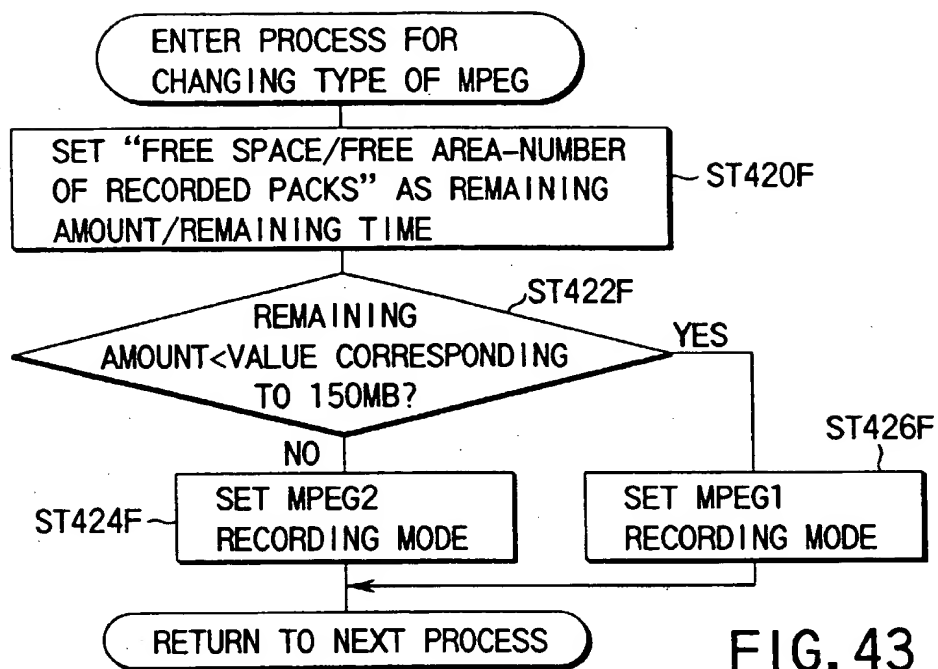 ENTER PROCESS FOR
CHANGING TYPE OF MPEG
SET “FREE SPACE/FREE AREA-NUMBER
OF RECORDED PACKS” AS REMAINING
AMOUNT/REMAINING TIME
ST420F
ST422F
REMAINING
AMOUNT<VALUE CORRESPONDING
TO 150MB?
YES
NO
ST426F
ST424F
SET MPEG2
RECORDING MODE
SET MPEG1
RECORDING MODE
RETURN TO NEXT PROCESS
FIG. 43